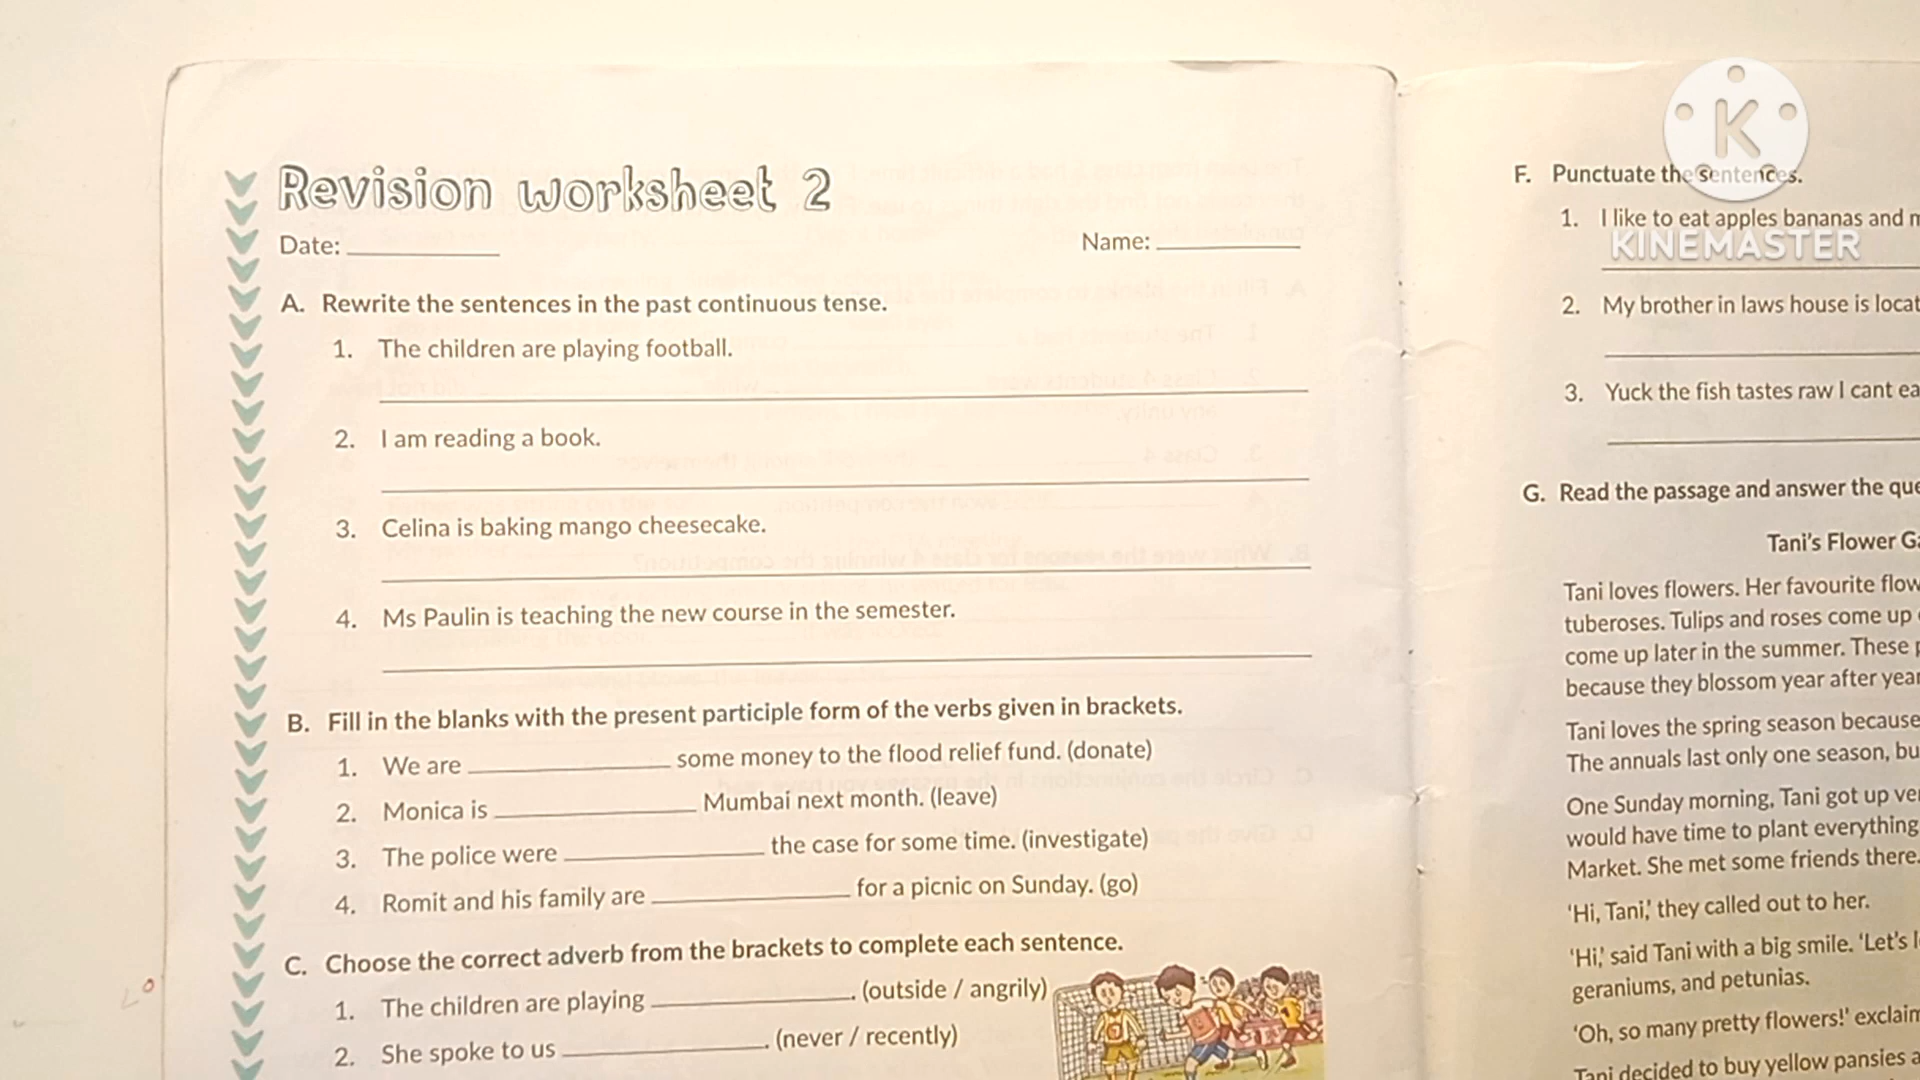 Revision worksheet 2
Date:
Name:
A. Rewrite the sentences in the past continuous tense.
1. The children are playing football.
2. I am reading a book.
3. Celina is baking mango cheesecake.
4. Ms Paulin is teaching the new course in the semester.
B. Fill in the blanks with the present participle form of the verbs given in brackets.
1. We are ____ some money to the flood relief fund. (donate)
2. Monica is ____ Mumbai next month. (leave)
3. The police were ____ the case for some time. (investigate)
4. Romit and his family are ____ for a picnic on Sunday. (go)
C. Choose the correct adverb from the brackets to complete each sentence.
1. The children are playing ____. (outside / angrily)
2. She spoke to us ____. (never / recently)
K
KINEMASTER
F. Punctuate the sentences.
1. I like to eat apples bananas and
2. My brother in laws house is
3. Yuck the fish tastes raw I cant
G. Read the passage and answer the
Tani's Flower
Tani loves flowers. Her favourite
tuberoses. Tulips and roses come up
come up later in the summer. These
because they blossom year after
Tani loves the spring season because
The annuals last only one season,
One Sunday morning, Tani got up
would have time to plant everything
Market. She met some friends there.
‘Hi, Tani,’ they called out to her.
‘Hi,’ said Tani with a big smile. ‘Let’s
geraniums, and petunias.
‘Oh, so many pretty flowers!’
Tani decided to buy yellow pansies